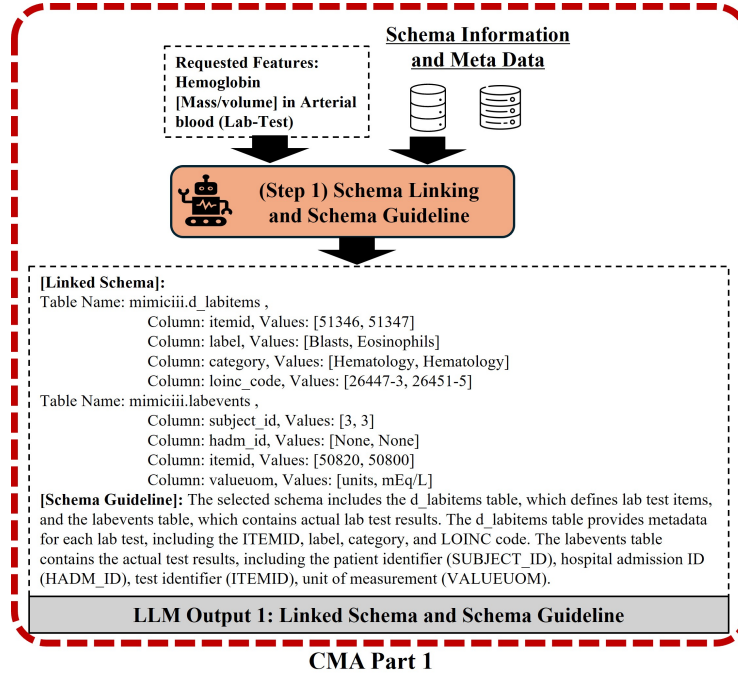 Requested Features:
Hemoglobin
[Mass/volume] in Arterial
blood (Lab-Test)
Schema Information
and Meta Data
(Step 1) Schema Linking
and Schema Guideline
[Linked Schema]:
Table Name: mimiciii.d_labitems ,
Column: itemid, Values: [51346, 51347]
Column: label, Values: [Blasts, Eosinophils]
Column: category, Values: [Hematology, Hematology]
Column: loinc_code, Values: [26447-3, 26451-5]
Table Name: mimiciii.labevents ,
Column: subject_id, Values: [3, 3]
Column: hadm_id, Values: [None, None]
Column: itemid, Values: [50820, 50800]
Column: valueuom, Values: [units, mEq/L]
[Schema Guideline]: The selected schema includes the d_labitems table, which defines lab test items,
and the labevents table, which contains actual lab test results. The d_labitems table provides metadata
for each lab test, including the ITEMID, label, category, and LOINC code. The labevents table
contains the actual test results, including the patient identifier (SUBJECT_ID), hospital admission ID
(HADM_ID), test identifier (ITEMID), unit of measurement (VALUEUOM).
LLM Output 1: Linked Schema and Schema Guideline
CMA Part 1